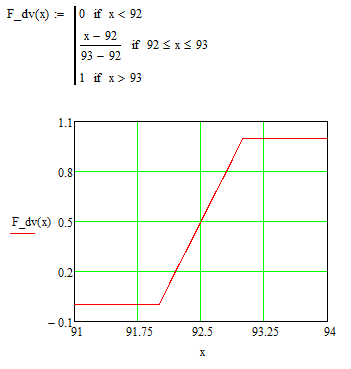 F_dv(x) := 0 if x < 92
x − 92
93 − 92
if 92 ≤ x ≤ 93
1 if x > 93
1.1
0.8
F_dv(x) 0.5
0.2
− 0.1
91 91.75 92.5 93.25 94
x